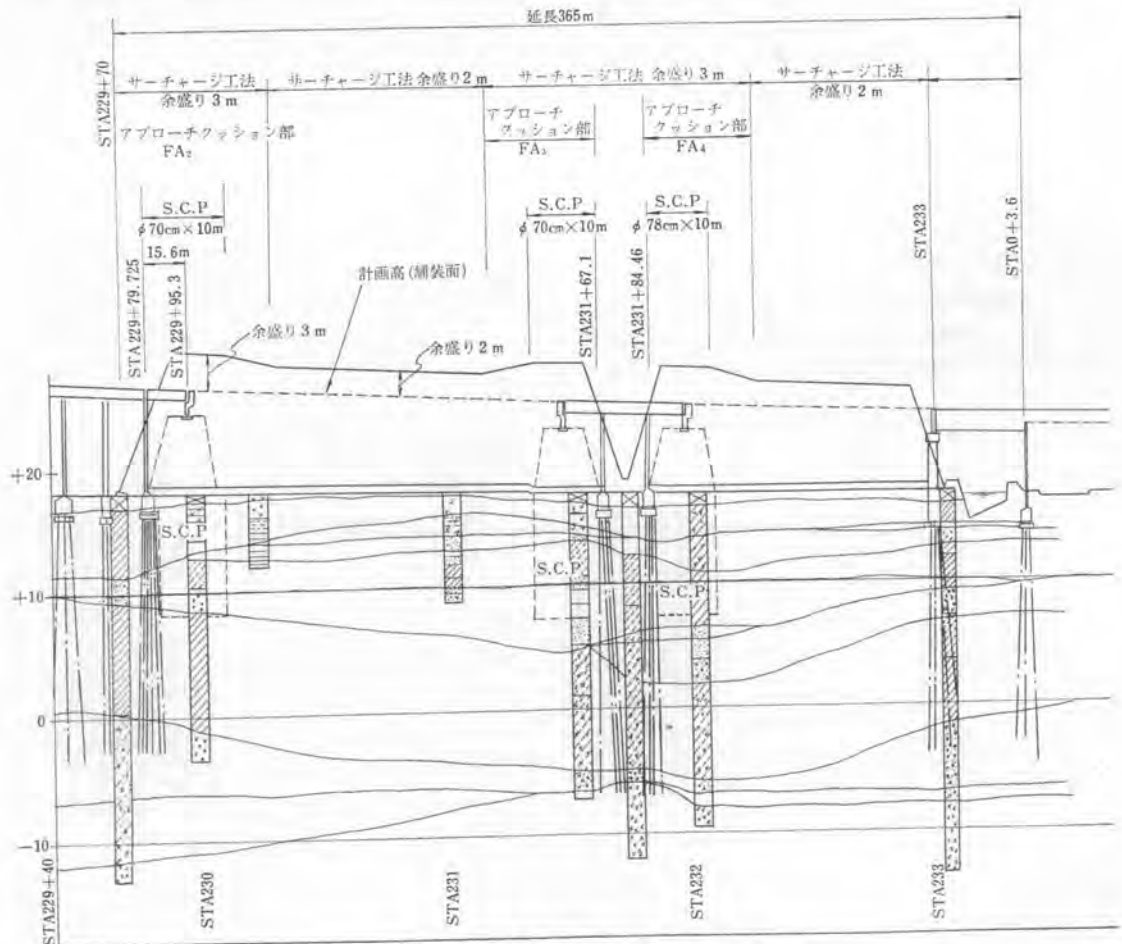 延長365m
STA229+70
サーチャージ工法
余盛り3m
サーチャージ工法余盛り2m
サーチャージ工法 余盛り3m
サーチャージ工法
余盛り2m
アプローチクッション部
FA₂
アプローチ
クッション部
FA₃
アプローチ
クッション部
FA₄
S.C.P
φ70cm×10m
15.6m
S.C.P
φ70cm×10m
S.C.P
φ78cm×10m
STA229+79.725
STA229+95.3
計画高(舗装面)
STA231+67.1
STA231+84.46
STA233
STA0+3.6
余盛り3m
余盛り2m
+20
S.C.P
S.C.P
S.C.P
+10
0
-10
STA229+40
STA230
STA231
STA232
STA233